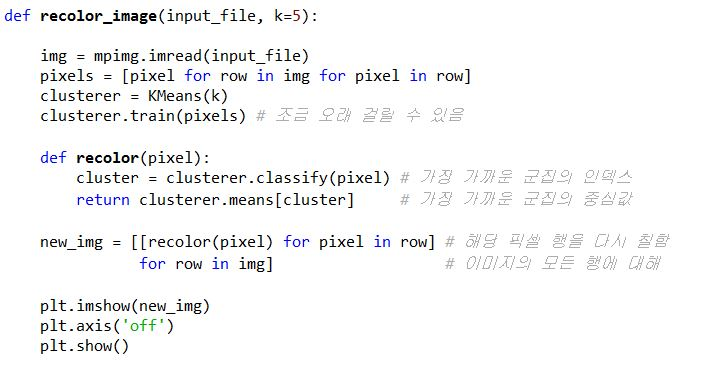 def recolor_image(input_file, k=5):
img = mpimg.imread(input_file)
pixels = [pixel for row in img for pixel in row]
clusterer = KMeans(k)
clusterer.train(pixels) # 조금 오래 걸릴 수 있음
def recolor(pixel):
cluster = clusterer.classify(pixel) # 가장 가까운 군집의 인덱스
return clusterer.means[cluster] # 가장 가까운 군집의 중심값
new_img = [[recolor(pixel) for pixel in row] # 해당 픽셀 행을 다시 칠함
for row in img] # 이미지의 모든 행에 대해
plt.imshow(new_img)
plt.axis('off')
plt.show()